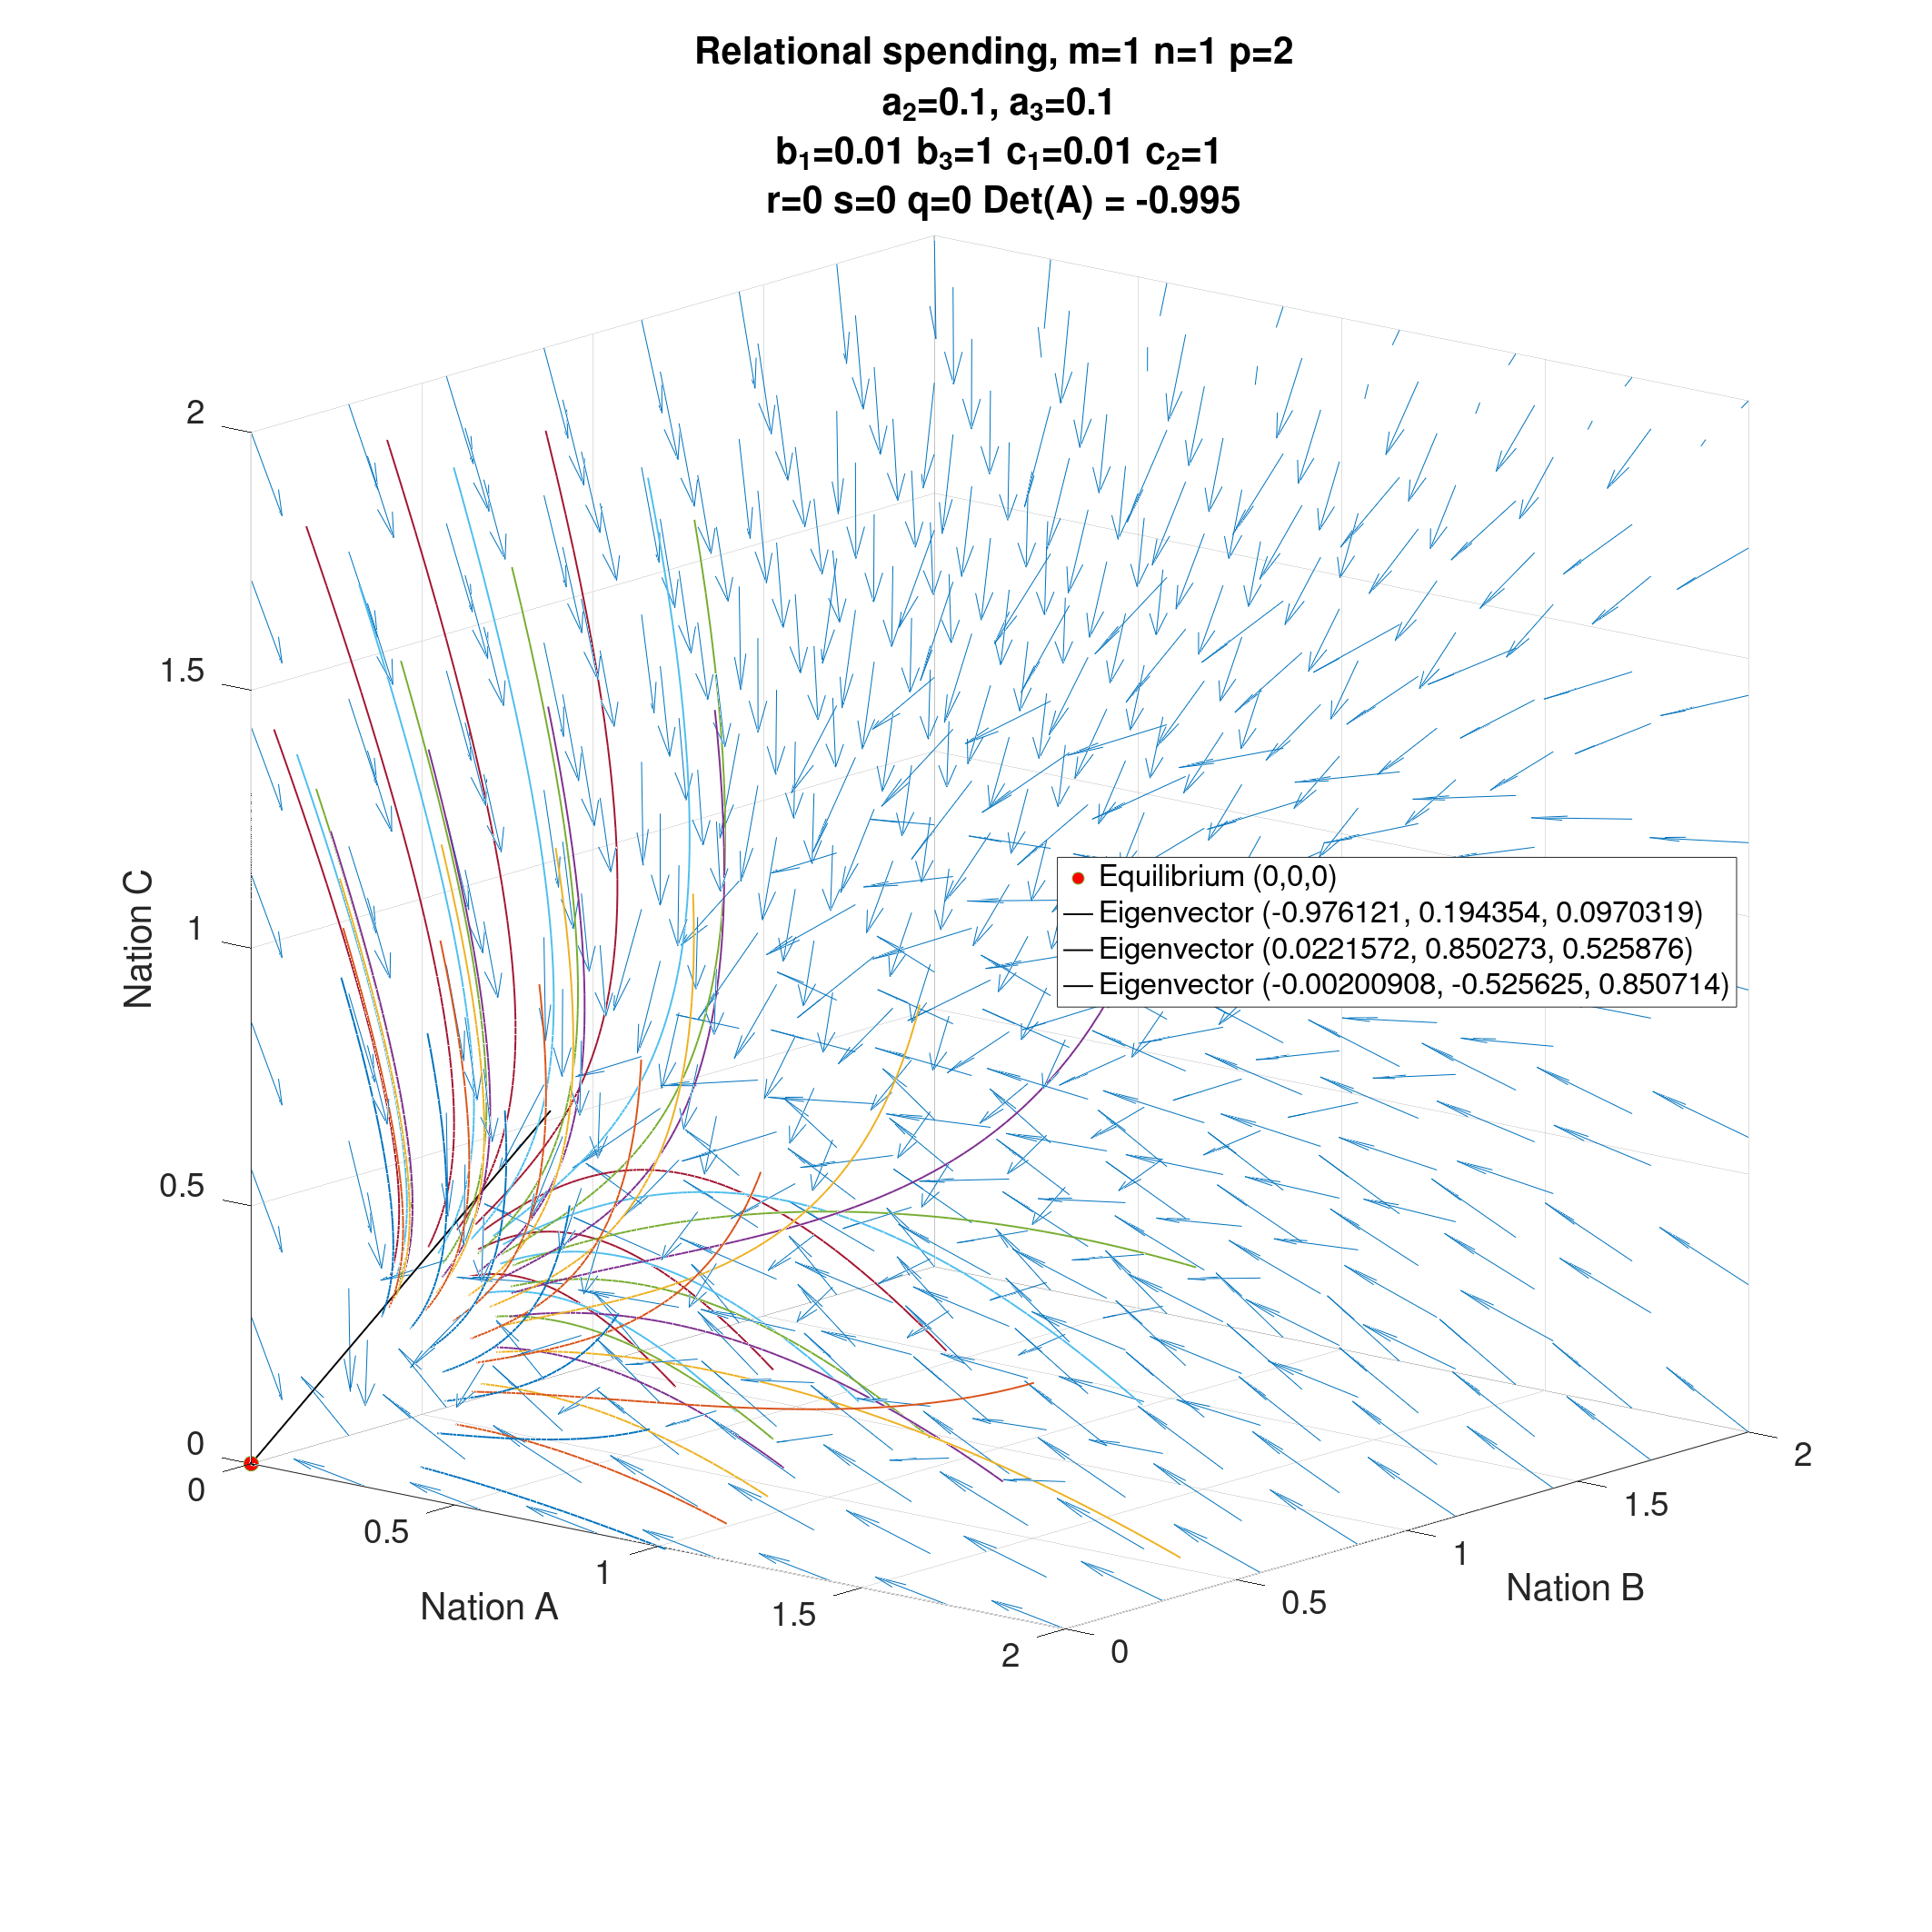 Relational spending, m=1 n=1 p=2
a₂=0.1, a₃=0.1
b₁=0.01 b₃=1 c₁=0.01 c₂=1
r=0 s=0 q=0 Det(A) = -0.995
2
1.5
1
0.5
0
Nation C
Equilibrium (0,0,0)
Eigenvector (-0.976121, 0.194354, 0.0970319)
Eigenvector (0.0221572, 0.850273, 0.525876)
Eigenvector (-0.00200908, -0.525625, 0.850714)
0
0.5
1
1.5
2
Nation A
0
0.5
1
1.5
2
Nation B